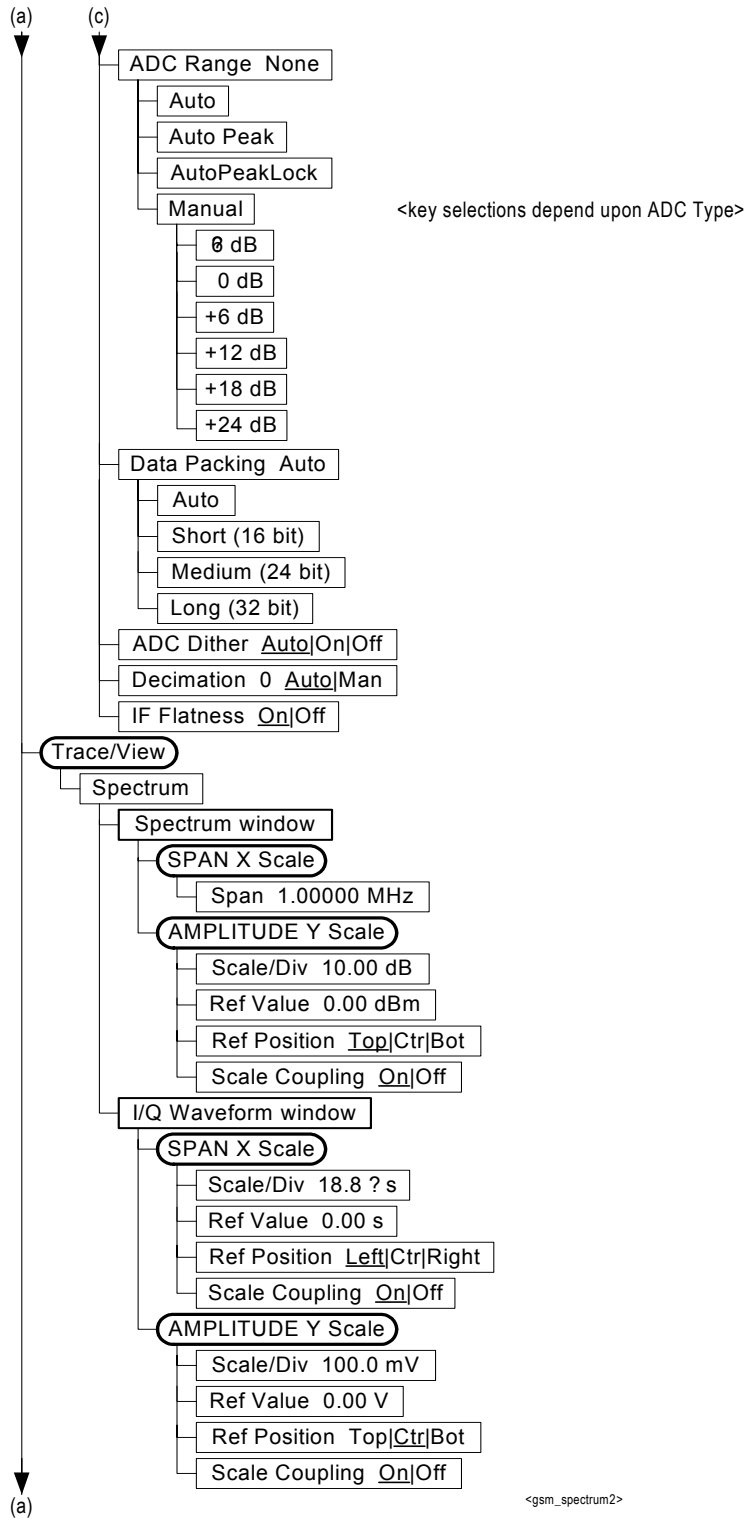 (a) (c)
ADC Range None
Auto
Auto Peak
AutoPeakLock
Manual <key selections depend upon ADC Type>
dB
0 dB
+6 dB
+12 dB
+18 dB
+24 dB
Data Packing Auto
Auto
Short (16 bit)
Medium (24 bit)
Long (32 bit)
ADC Dither Auto|On|Off
Decimation 0 Auto|Man
IF Flatness On|Off
Trace/View
Spectrum
Spectrum window
SPAN X Scale
Span 1.00000 MHz
AMPLITUDE Y Scale
Scale/Div 10.00 dB
Ref Value 0.00 dBm
Ref Position Top|Ctr|Bot
Scale Coupling On|Off
I/Q Waveform window
SPAN X Scale
Scale/Div 18.8 ? s
Ref Value 0.00 s
Ref Position Left|Ctr|Right
Scale Coupling On|Off
AMPLITUDE Y Scale
Scale/Div 100.0 mV
Ref Value 0.00 V
Ref Position Top|Ctr|Bot
Scale Coupling On|Off
(a) <gsm_spectrum2>